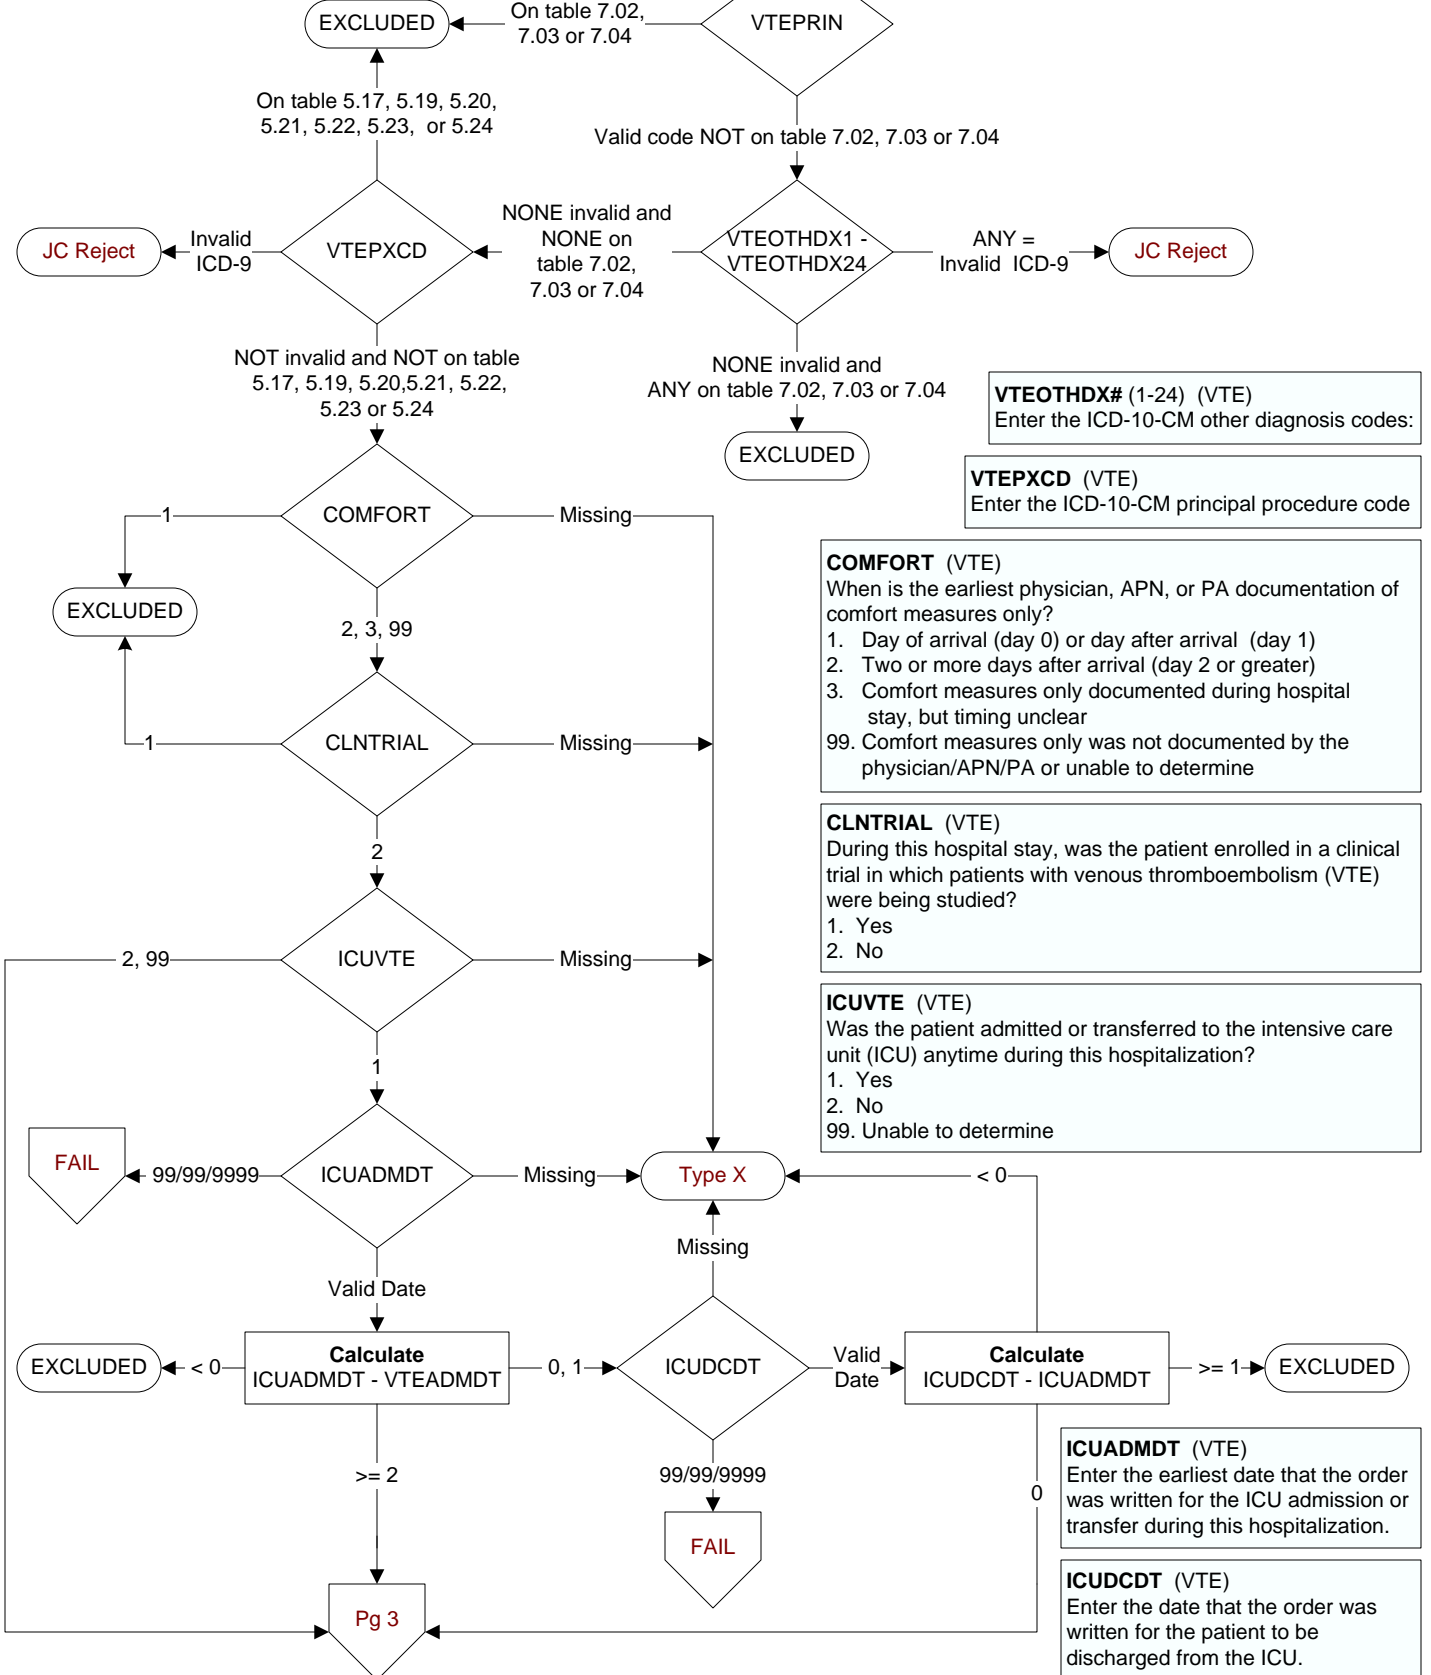 EXCLUDED
On table 7.02,
7.03 or 7.04
VTEPRIN
On table 5.17, 5.19, 5.20,
5.21, 5.22, 5.23, or 5.24
Valid code NOT on table 7.02, 7.03 or 7.04
JC Reject
Invalid
ICD-9
VTEPXCD
NONE invalid and
NONE on
table 7.02,
7.03 or 7.04
VTEOTHDX1 -
VTEOTHDX24
ANY =
Invalid ICD-9
JC Reject
NOT invalid and NOT on table
5.17, 5.19, 5.20,5.21, 5.22,
5.23 or 5.24
NONE invalid and
ANY on table 7.02, 7.03 or 7.04
EXCLUDED
VTEOTHDX# (1-24) (VTE)
Enter the ICD-10-CM other diagnosis codes:
VTEPXCD (VTE)
Enter the ICD-10-CM principal procedure code
1
COMFORT
Missing
EXCLUDED
2, 3, 99
COMFORT (VTE)
When is the earliest physician, APN, or PA documentation of
comfort measures only?
1. Day of arrival (day 0) or day after arrival (day 1)
2. Two or more days after arrival (day 2 or greater)
3. Comfort measures only documented during hospital
stay, but timing unclear
99. Comfort measures only was not documented by the
physician/APN/PA or unable to determine
1
CLNTRIAL
Missing
2
CLNTRIAL (VTE)
During this hospital stay, was the patient enrolled in a clinical
trial in which patients with venous thromboembolism (VTE)
were being studied?
1. Yes
2. No
2, 99
ICUVTE
Missing
1
ICUVTE (VTE)
Was the patient admitted or transferred to the intensive care
unit (ICU) anytime during this hospitalization?
1. Yes
2. No
99. Unable to determine
FAIL
99/99/9999
ICUADMDT
Missing
Type X
< 0
Missing
Valid Date
EXCLUDED
< 0
Calculate
ICUADMDT - VTEADMDT
0, 1
ICUDCDT
Valid
Date
Calculate
ICUDCDT - ICUADMDT
>= 1
EXCLUDED
>= 2
99/99/9999
0
FAIL
Pg 3
ICUADMDT (VTE)
Enter the earliest date that the order
was written for the ICU admission or
transfer during this hospitalization.
ICUDCDT (VTE)
Enter the date that the order was
written for the patient to be
discharged from the ICU.